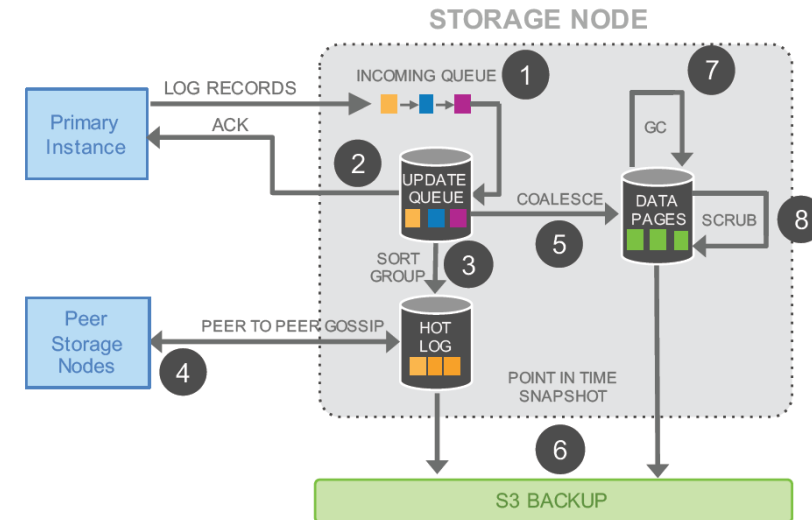 STORAGE NODE
1
7
INCOMING QUEUE
LOG RECORDS
Primary
Instance
ACK
GC
2
UPDATE
QUEUE
COALESCE
DATA
PAGES
SCRUB
8
5
SORT
GROUP
3
Peer
Storage
Nodes
PEER TO PEER GOSSIP
HOT
LOG
4
POINT IN TIME
SNAPSHOT
6
S3 BACKUP